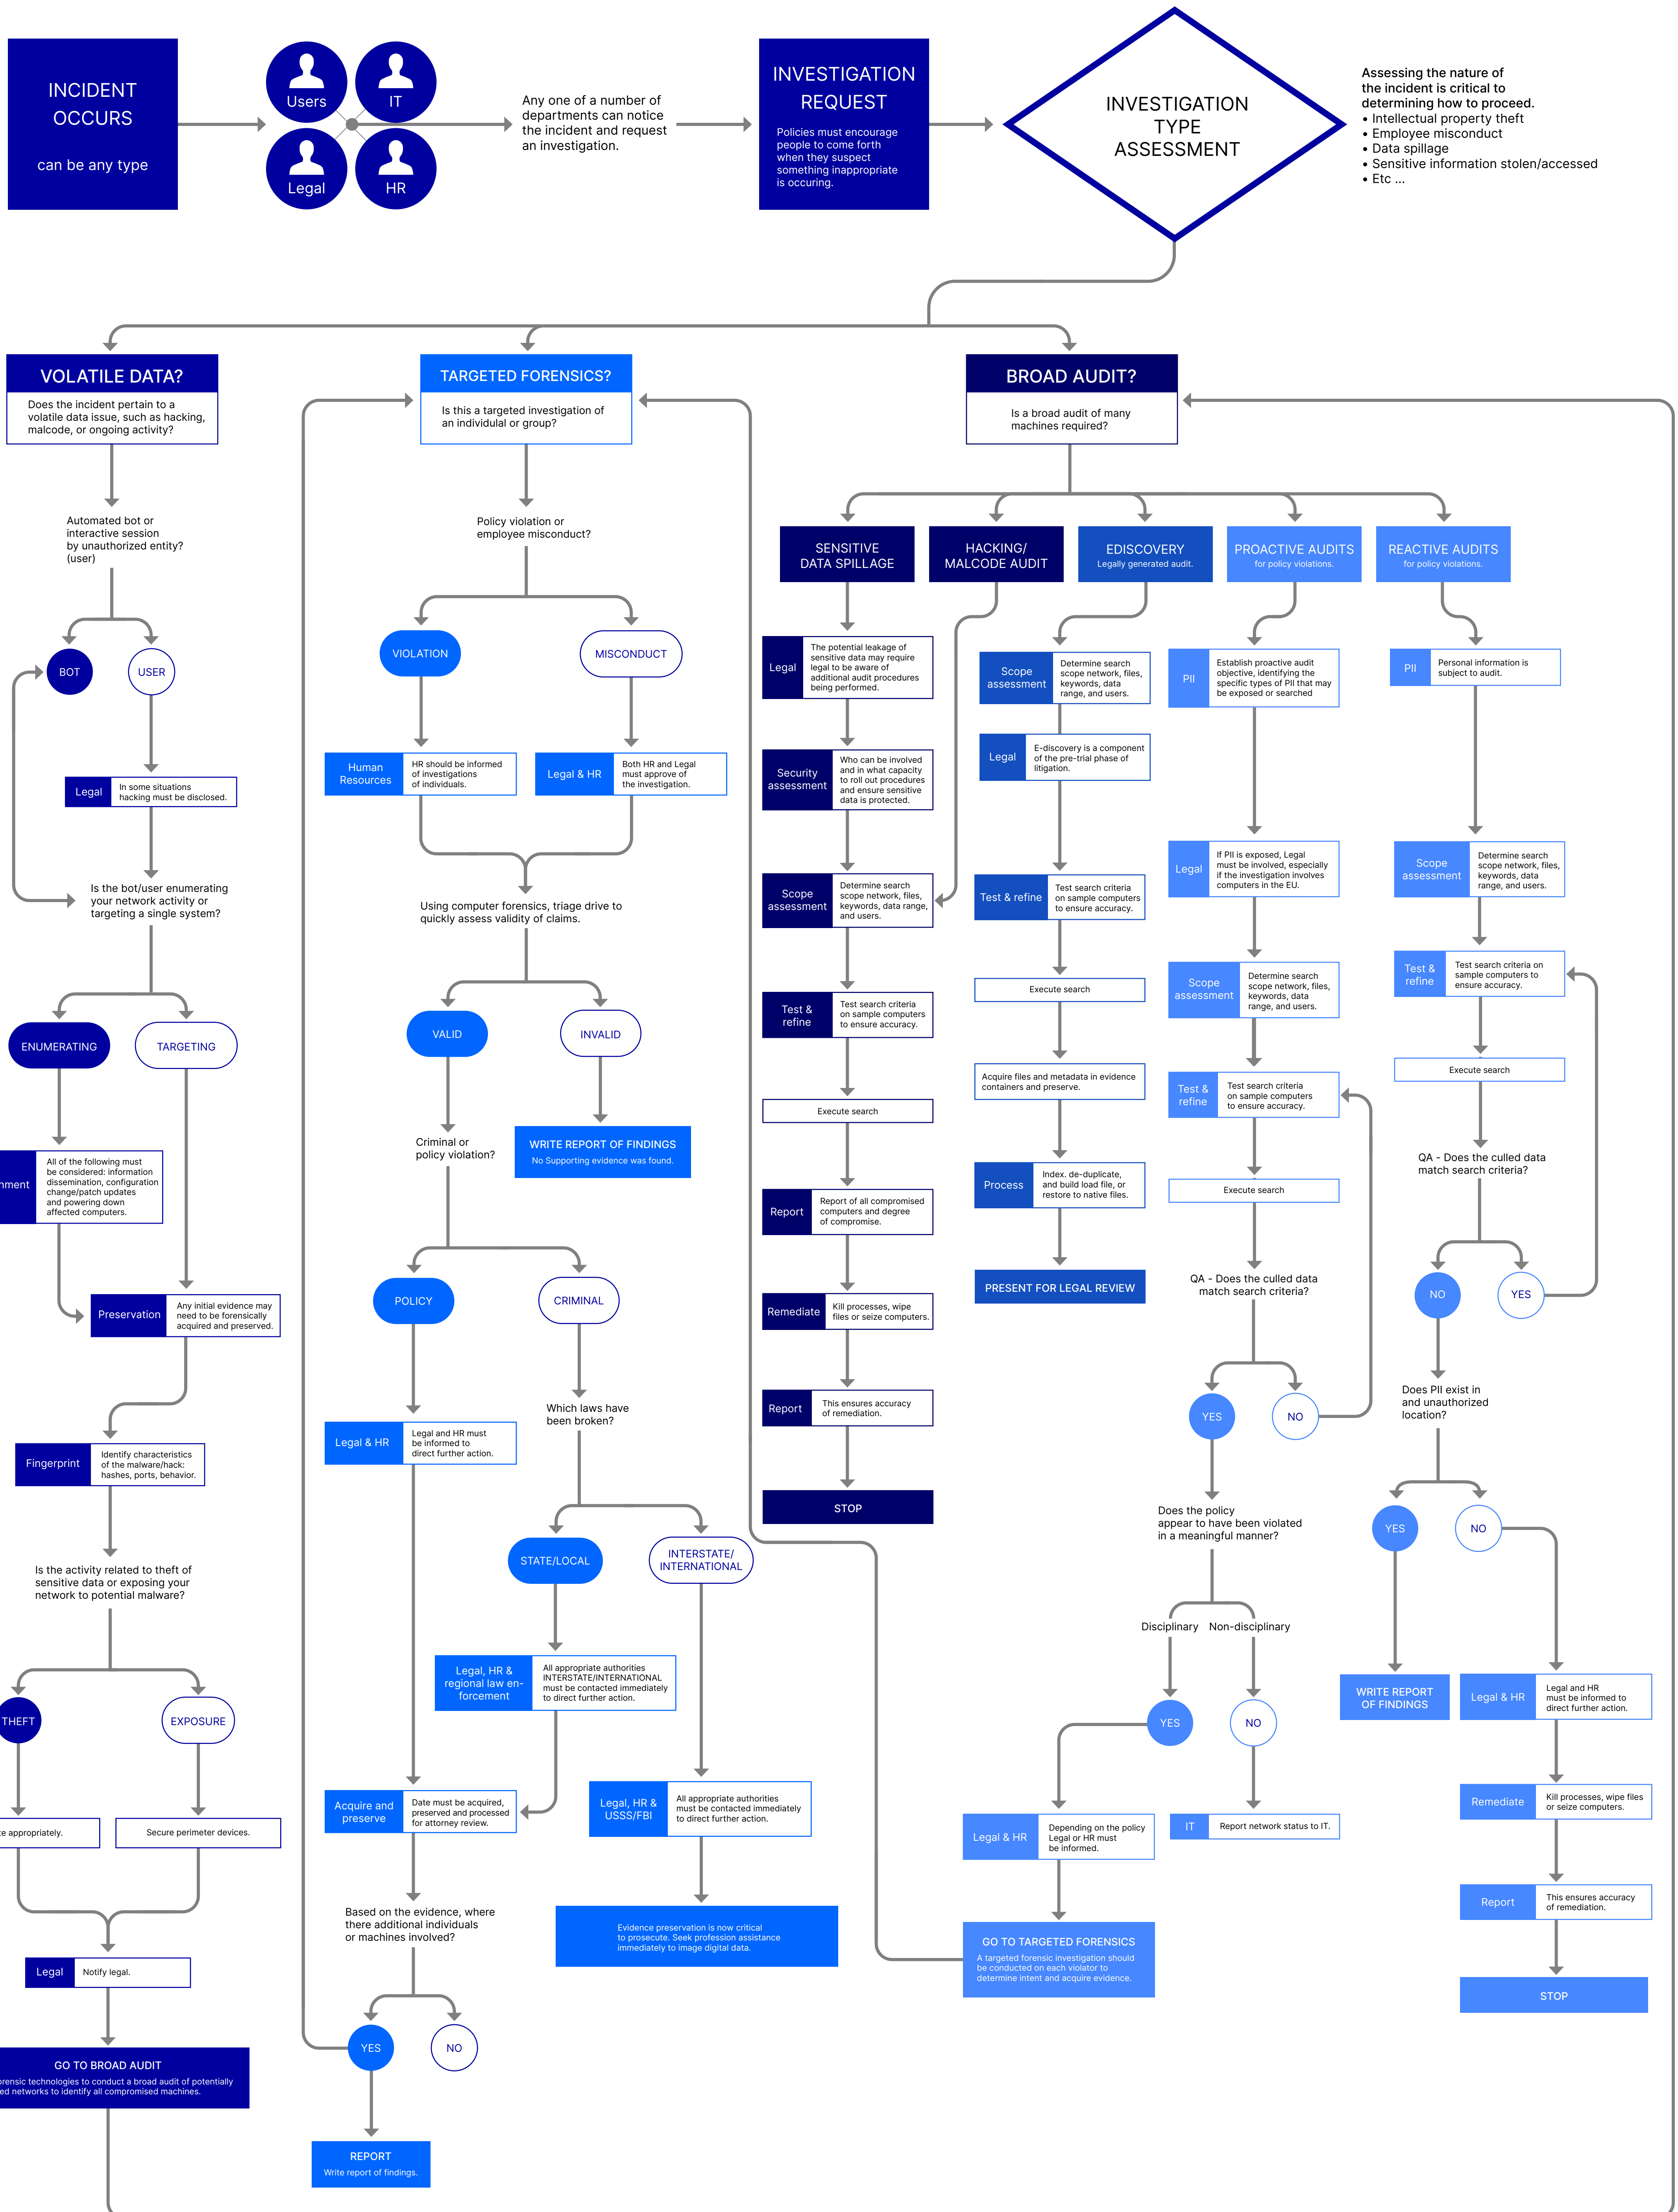 INCIDENT
OCCURS
can be any type
Users
IT
Legal
HR
Any one of a number of
departments can notice
the incident and request
an investigation.
INVESTIGATION
REQUEST
Policies must encourage
people to come forth
when they suspect
something inappropriate
is occuring.
INVESTIGATION
TYPE
ASSESSMENT
Assessing the nature of
the incident is critical to
determining how to proceed.
• Intellectual property theft
• Employee misconduct
• Data spillage
• Sensitive information stolen/accessed
• Etc ...
VOLATILE DATA?
Does the incident pertain to a
volatile data issue, such as hacking,
malcode, or ongoing activity?
Automated bot or
interactive session
by unauthorized entity?
(user)
BOT
USER
Legal
In some situations
hacking must be disclosed.
Is the bot/user enumerating
your network activity or
targeting a single system?
ENUMERATING
TARGETING
nment
All of the following must
be considered: information
dissemination, configuration
change/patch updates
and powering down
affected computers.
Preservation
Any initial evidence may
need to be forensically
acquired and preserved.
Fingerprint
Identify characteristics
of the malware/hack:
hashes, ports, behavior.
Is the activity related to theft of
sensitive data or exposing your
network to potential malware?
THEFT
EXPOSURE
te appropriately.
Secure perimeter devices.
Legal
Notify legal.
GO TO BROAD AUDIT
orensic technologies to conduct a broad audit of potentially
ed networks to identify all compromised machines.
TARGETED FORENSICS?
Is this a targeted investigation of
an individulal or group?
Policy violation or
employee misconduct?
VIOLATION
MISCONDUCT
Human
Resources
HR should be informed
of investigations
of individuals.
Legal & HR
Both HR and Legal
must approve of
the investigation.
Using computer forensics, triage drive to
quickly assess validity of claims.
VALID
INVALID
Criminal or
policy violation?
WRITE REPORT OF FINDINGS
No Supporting evidence was found.
POLICY
CRIMINAL
Legal & HR
Legal and HR must
be informed to
direct further action.
Which laws have
been broken?
STATE/LOCAL
INTERSTATE/
INTERNATIONAL
Legal, HR &
regional law en-
forcement
All appropriate authorities
INTERSTATE/INTERNATIONAL
must be contacted immediately
to direct further action.
Acquire and
preserve
Date must be acquired,
preserved and processed
for attorney review.
Legal, HR &
USSS/FBI
All appropriate authorities
must be contacted immediately
to direct further action.
Based on the evidence, where
there additional individuals
or machines involved?
Evidence preservation is now critical
to prosecute. Seek profession assistance
immediately to image digital data.
YES
NO
REPORT
Write report of findings.
BROAD AUDIT?
Is a broad audit of many
machines required?
SENSITIVE
DATA SPILLAGE
HACKING/
MALCODE AUDIT
EDISCOVERY
Legally generated audit.
PROACTIVE AUDITS
for policy violations.
REACTIVE AUDITS
for policy violations.
Legal
The potential leakage of
sensitive data may require
legal to be aware of
additional audit procedures
being performed.
Security
assessment
Who can be involved
and in what capacity
to roll out procedures
and ensure sensitive
data is protected.
Scope
assessment
Determine search
scope network, files,
keywords, data range,
and users.
Test &
refine
Test search criteria
on sample computers
to ensure accuracy.
Execute search
Report
Report of all compromised
computers and degree
of compromise.
Remediate
Kill processes, wipe
files or seize computers.
Report
This ensures accuracy
of remediation.
STOP
Scope
assessment
Determine search
scope network, files,
keywords, data
range, and users.
Legal
E-discovery is a component
of the pre-trial phase of
litigation.
Test & refine
Test search criteria
on sample computers
to ensure accuracy.
Execute search
Acquire files and metadata in evidence
containers and preserve.
Process
Index. de-duplicate,
and build load file, or
restore to native files.
PRESENT FOR LEGAL REVIEW
PII
Establish proactive audit
objective, identifying the
specific types of PII that may
be exposed or searched
Legal
If PII is exposed, Legal
must be involved, especially
if the investigation involves
computers in the EU.
Scope
assessment
Determine search
scope network, files,
keywords, data
range, and users.
Test &
refine
Test search criteria
on sample computers
to ensure accuracy.
Execute search
QA - Does the culled data
match search criteria?
YES
NO
Does the policy
appear to have been violated
in a meaningful manner?
Disciplinary
Non-disciplinary
YES
NO
Legal & HR
Depending on the policy
Legal or HR must
be informed.
IT
Report network status to IT.
GO TO TARGETED FORENSICS
A targeted forensic investigation should
be conducted on each violator to
determine intent and acquire evidence.
PII
Personal information is
subject to audit.
Scope
assessment
Determine search
scope network, files,
keywords, data
range, and users.
Test &
refine
Test search criteria on
sample computers to
ensure accuracy.
Execute search
QA - Does the culled data
match search criteria?
NO
YES
Does PII exist in
and unauthorized
location?
YES
NO
WRITE REPORT
OF FINDINGS
Legal & HR
Legal and HR
must be informed to
direct further action.
Remediate
Kill processes, wipe files
or seize computers.
Report
This ensures accuracy
of remediation.
STOP